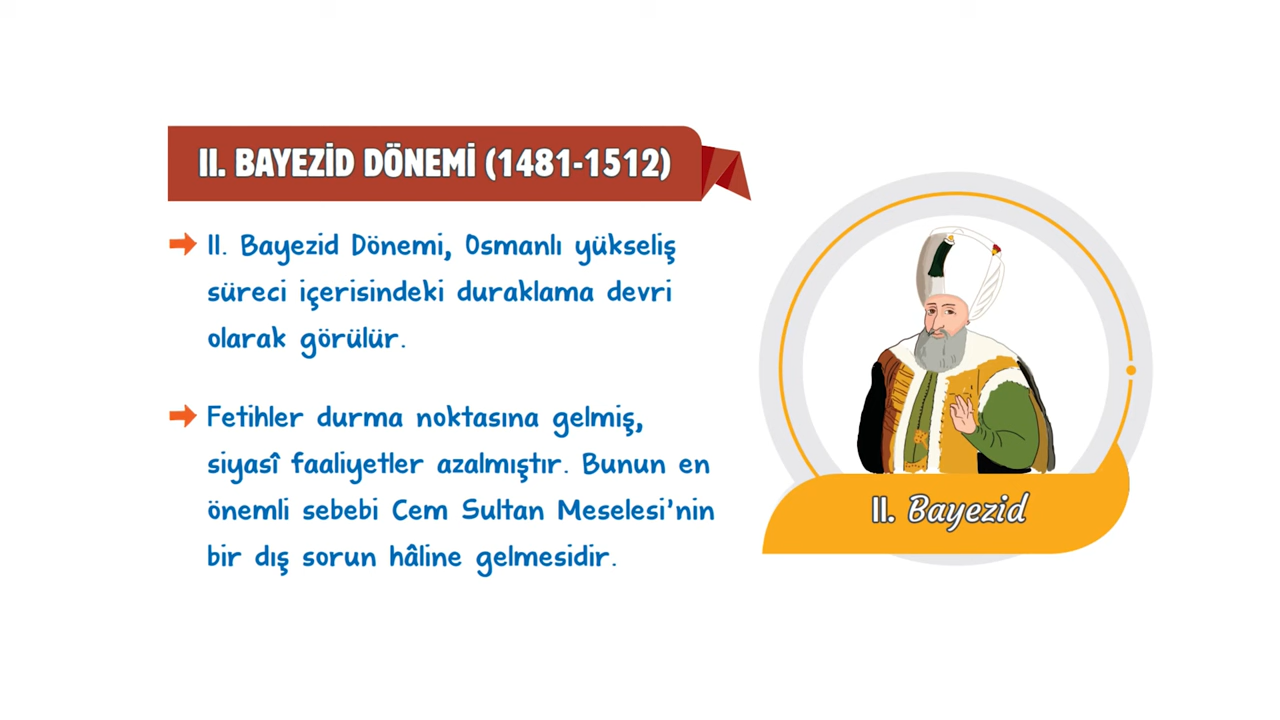 II. BAYEZİD DÖNEMİ (1481-1512)
II. Bayezid Dönemi, Osmanlı yükseliş
süreci içerisindeki duraklama devri
olarak görülür.
Fetihler durma noktasına gelmiş,
siyasî faaliyetler azalmıştır. Bunun en
önemli sebebi Cem Sultan Meselesi'nin
bir dış sorun hâline gelmesidir.
II. Bayezid